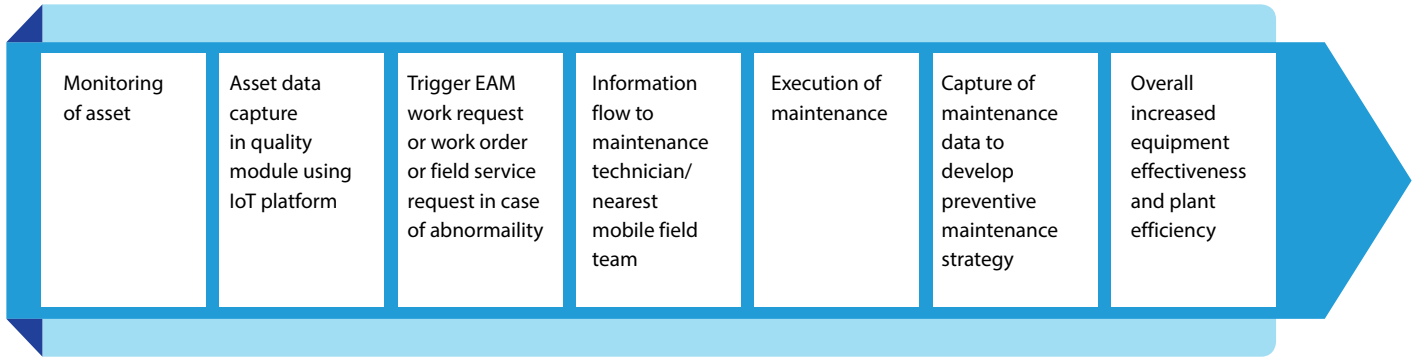 Monitoring
of asset
Asset data
capture
in quality
module using
IoT platform
Trigger EAM
work request
or work order
or field service
request in case
of abnormaility
Information
flow to
maintenance
technician/
nearest
mobile field
team
Execution of
maintenance
Capture of
maintenance
data to
develop
preventive
maintenance
strategy
Overall
increased
equipment
effectiveness
and plant
efficiency